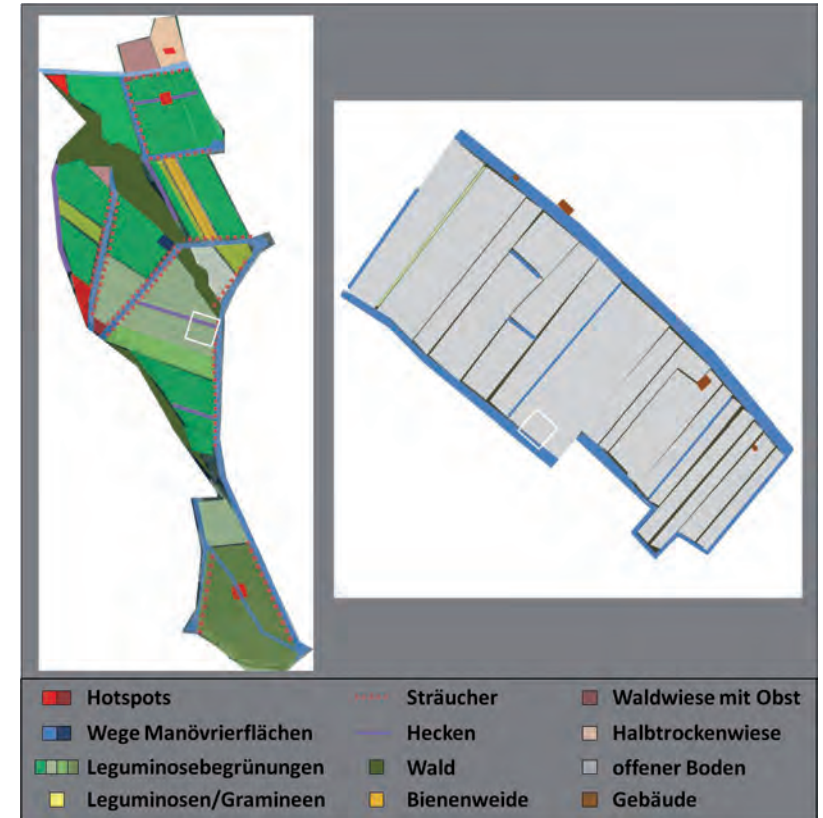 Hotspots
Sträucher
Waldwiese mit Obst
Wege Manövrierflächen
Hecken
Halbtrockenwiese
Leguminosebegrünungen
Wald
offener Boden
Leguminosen/Gramineen
Bienenweide
Gebäude